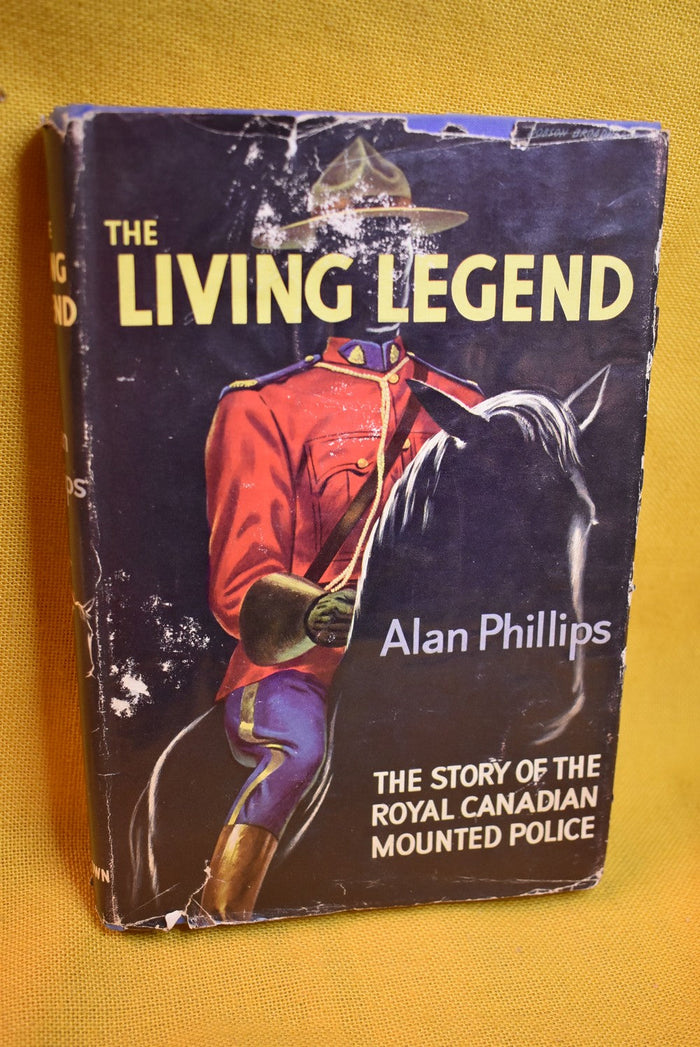 THE
LIVING LEGEND
Alan Phillips
THE STORY OF THE
ROYAL CANADIAN
MOUNTED POLICE